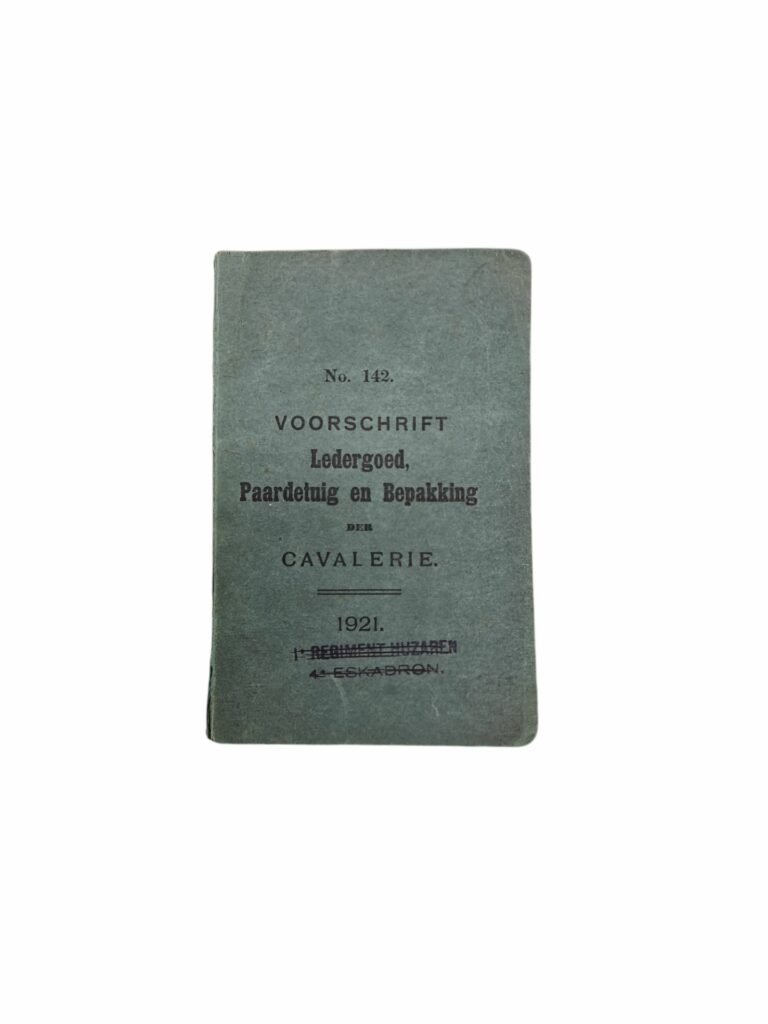 No. 142.
VOORSCHRIFT
Ledergoed,
Paardetuig en Bepakking
DER
CAVALERIE.
1921.
1e REGIMENT HUZAREN
4e ESKADRON.